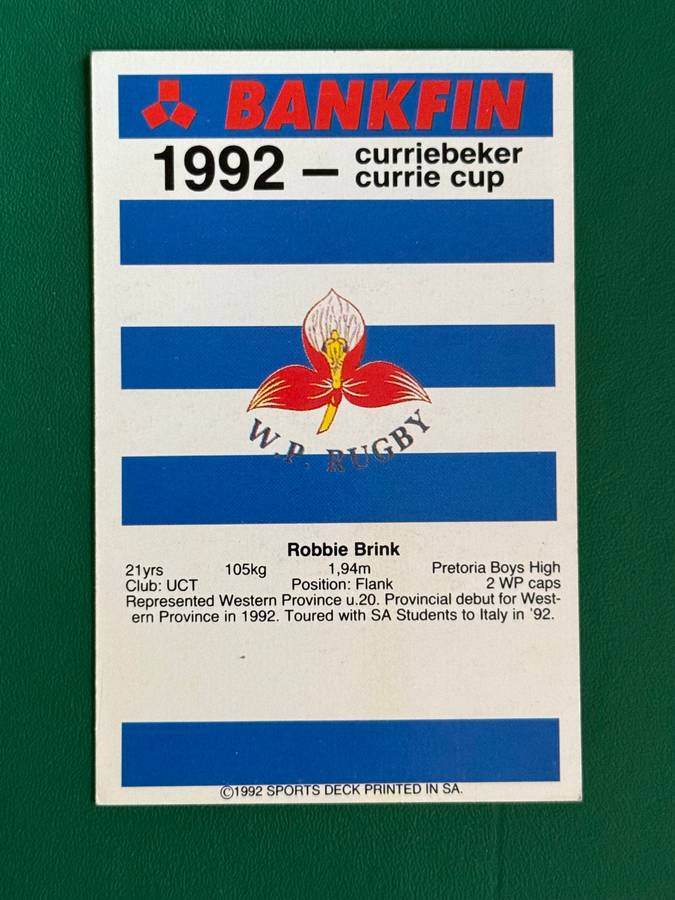 BANKFIN
1992 – curriebeker
currie cup
W.P. RUGBY
Robbie Brink
21yrs 105kg 1,94m Pretoria Boys High
Club: UCT Position: Flank 2 WP caps
Represented Western Province u.20. Provincial debut for West-
ern Province in 1992. Toured with SA Students to Italy in '92.
©1992 SPORTS DECK PRINTED IN SA.